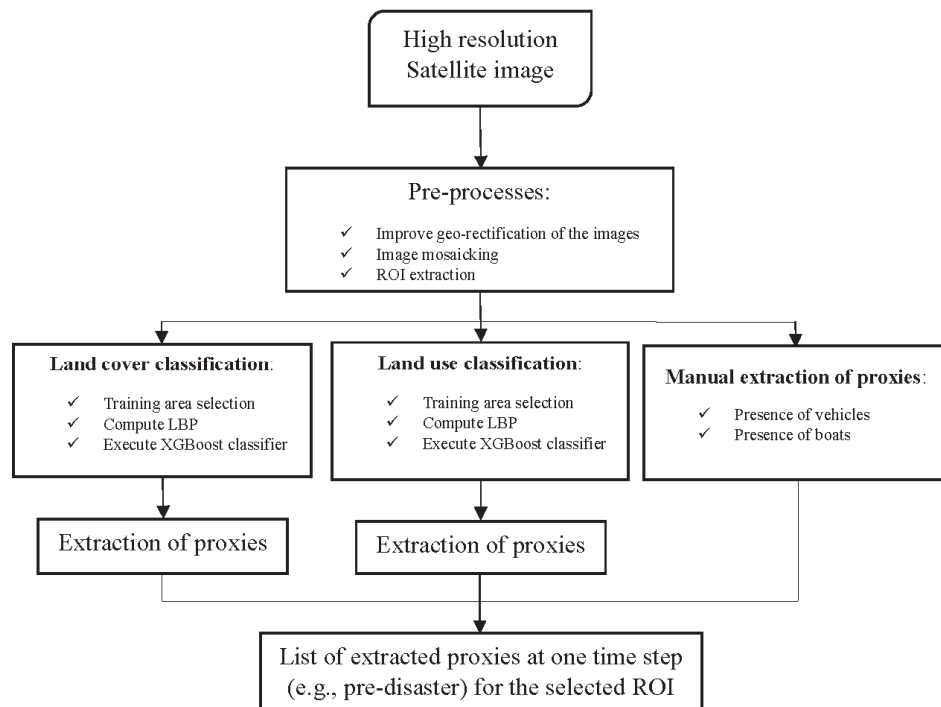 High resolution
Satellite image
Pre-processes:
✓ Improve geo-rectification of the images
✓ Image mosaicking
✓ ROI extraction
Land cover classification:
✓ Training area selection
✓ Compute LBP
✓ Execute XGBoost classifier
Land use classification:
✓ Training area selection
✓ Compute LBP
✓ Execute XGBoost classifier
Manual extraction of proxies:
✓ Presence of vehicles
✓ Presence of boats
Extraction of proxies
Extraction of proxies
List of extracted proxies at one time step
(e.g., pre-disaster) for the selected ROI